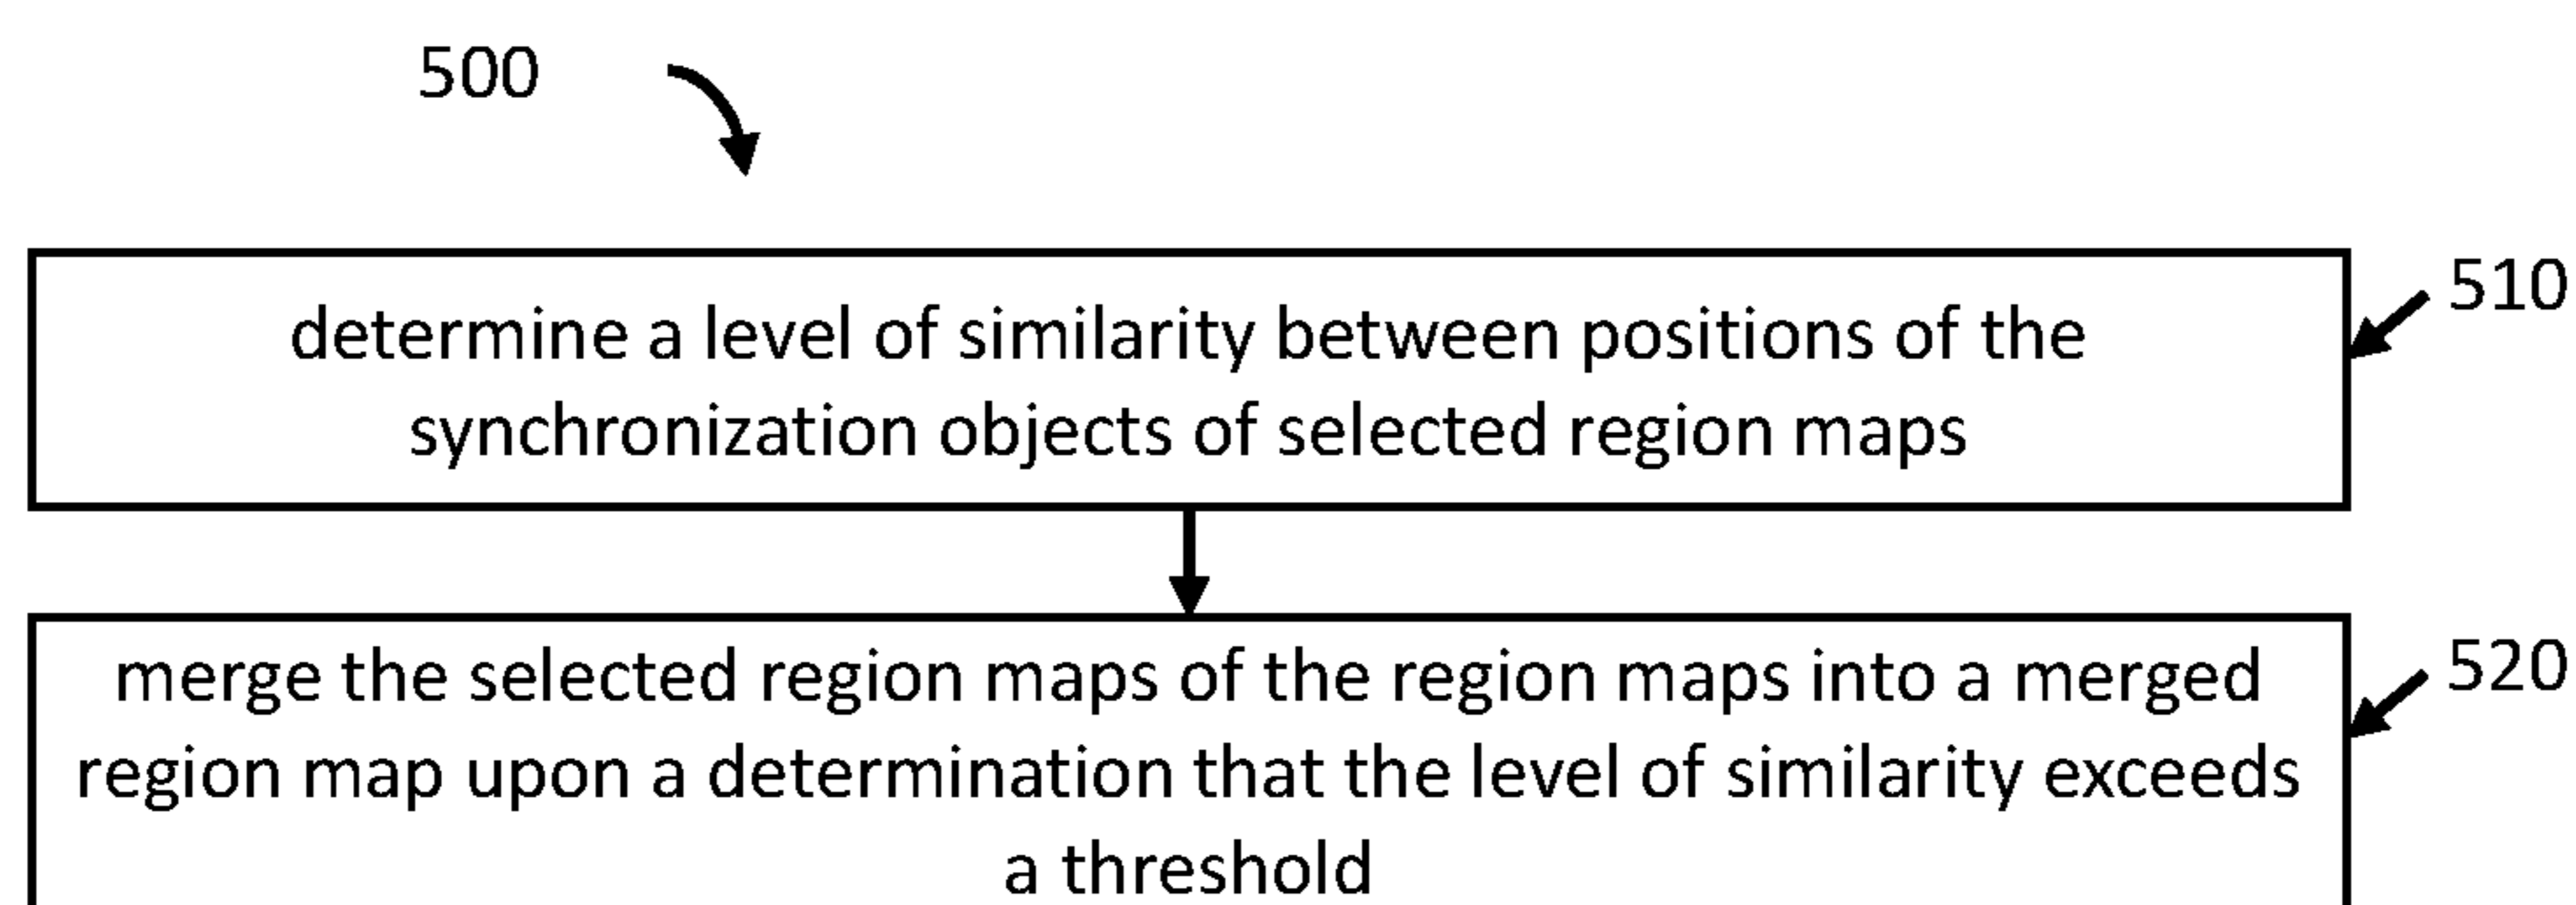 500
510
determine a level of similarity between positions of the
synchronization objects of selected region maps
520
merge the selected region maps of the region maps into a merged
region map upon a determination that the level of similarity exceeds
a threshold